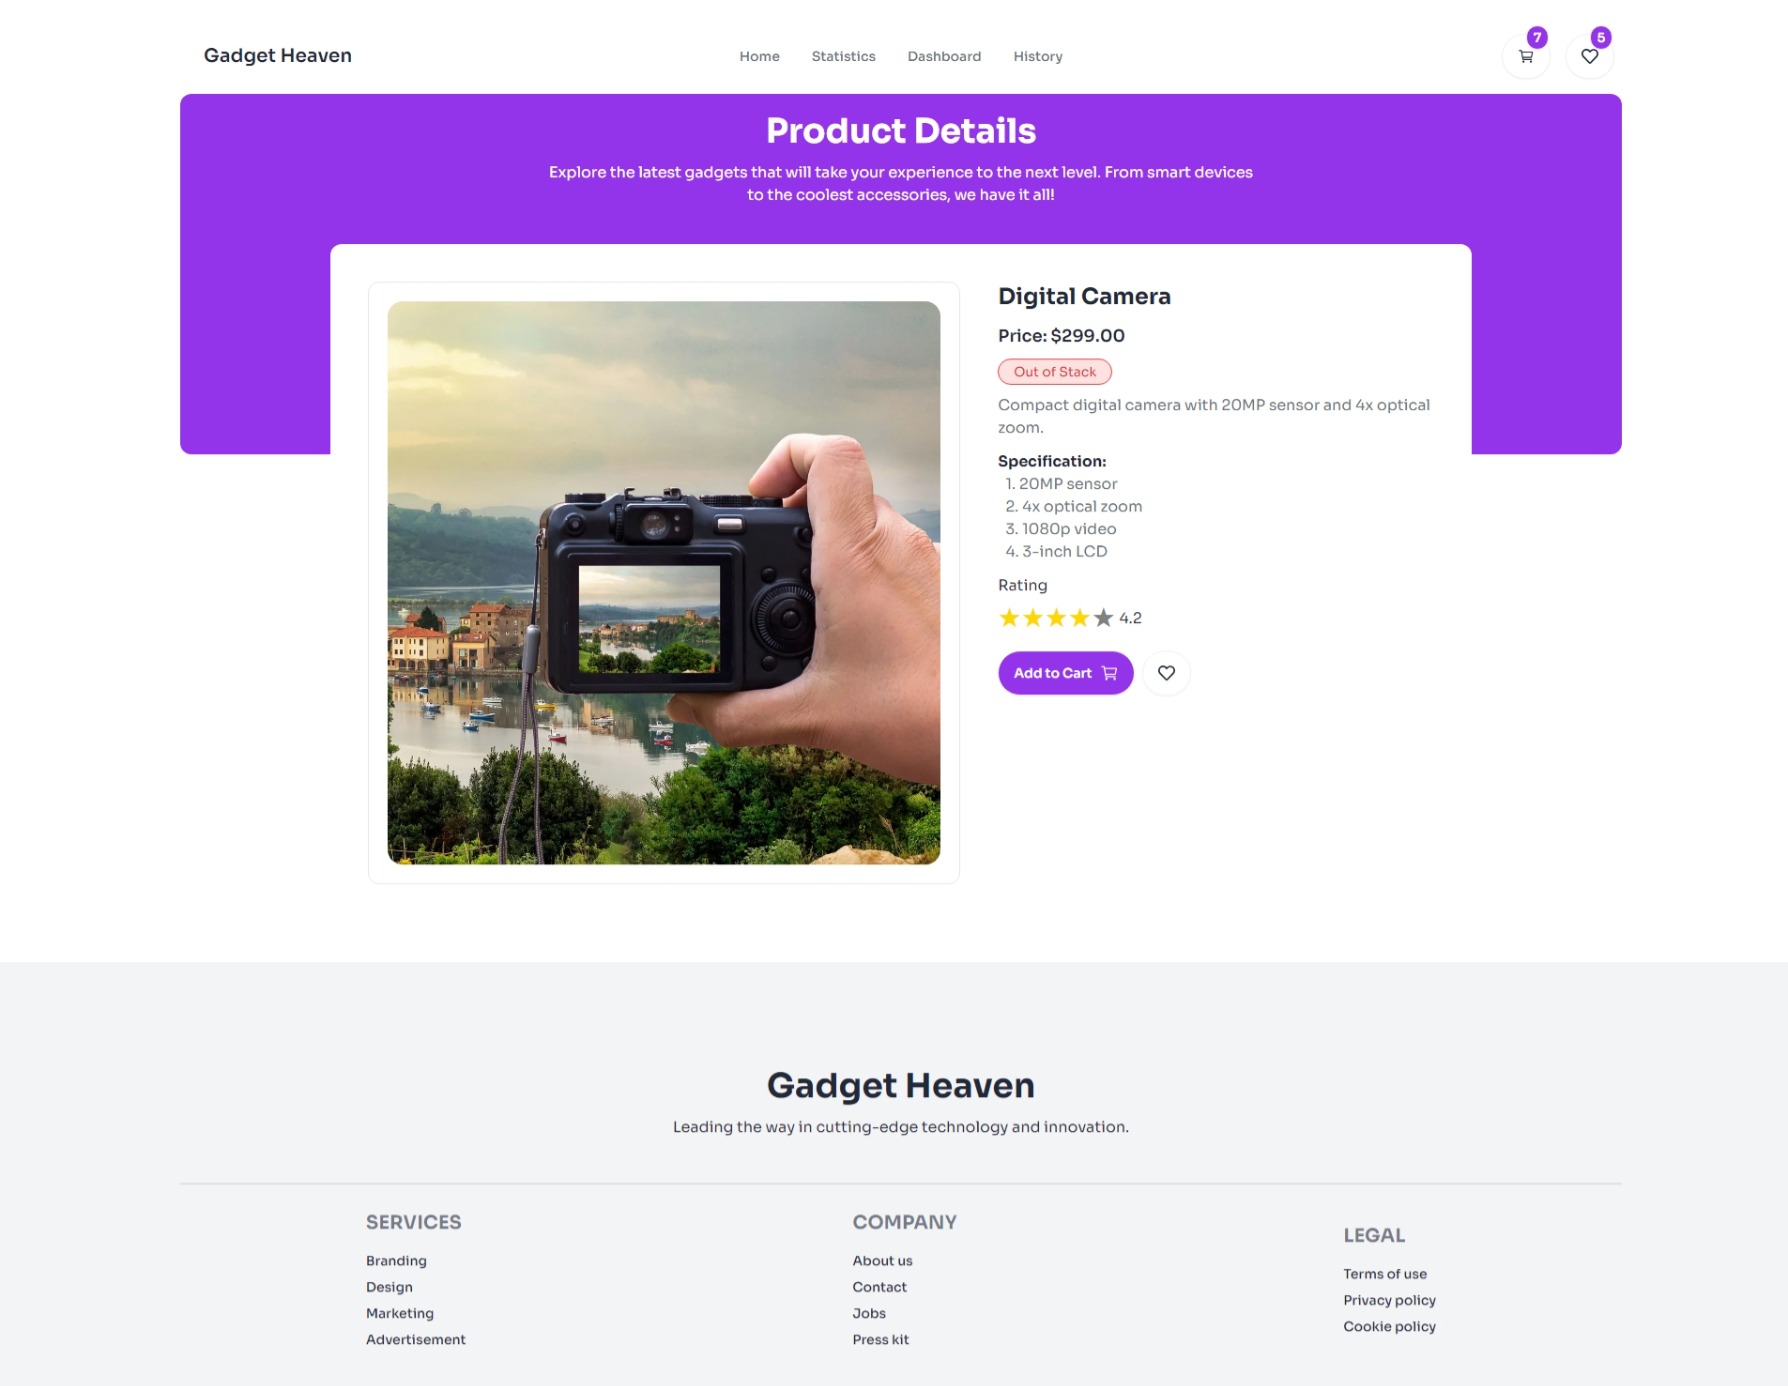 Gadget Heaven
Home Statistics Dashboard History
7
5
Product Details
Explore the latest gadgets that will take your experience to the next level. From smart devices
to the coolest accessories, we have it all!
Digital Camera
Price: $299.00
Out of Stack
Compact digital camera with 20MP sensor and 4x optical
zoom.
Specification:
1. 20MP sensor
2. 4x optical zoom
3. 1080p video
4. 3-inch LCD
Rating
4.2
Add to Cart
Gadget Heaven
Leading the way in cutting-edge technology and innovation.
SERVICES
Branding
Design
Marketing
Advertisement
COMPANY
About us
Contact
Jobs
Press kit
LEGAL
Terms of use
Privacy policy
Cookie policy